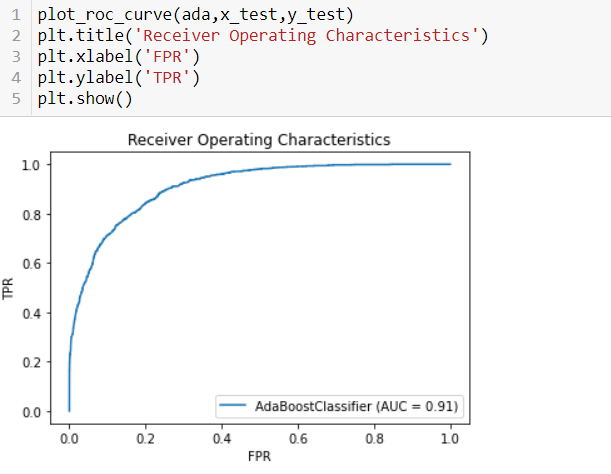 1 plot_roc_curve(ada,x_test,y_test)
2 plt.title('Receiver Operating Characteristics')
3 plt.xlabel('FPR')
4 plt.ylabel('TPR')
5 plt.show()
Receiver Operating Characteristics
1.0
0.8
0.6
0.4
0.2
0.0
TPR
AdaBoostClassifier (AUC = 0.91)
0.0 0.2 0.4 0.6 0.8 1.0
FPR